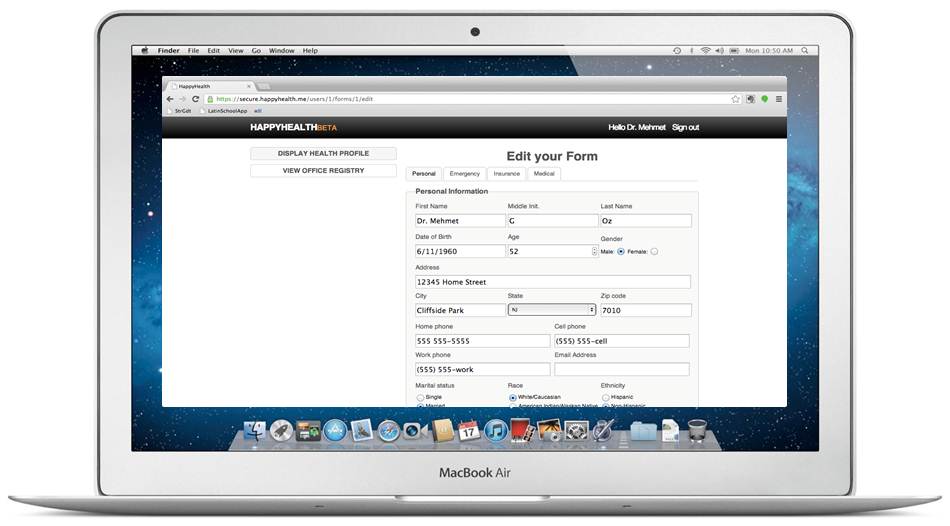 Finder File Edit View Go Window Help Mon 10:50 AM
HappyHealth
https://secure.happyhealth.me/users/1/forms/1/edit
StrGdt LatinSchoolApp
HAPPYHEALTHBETA Hello Dr. Mehmet Sign out
DISPLAY HEALTH PROFILE
VIEW OFFICE REGISTRY
Edit your Form
Personal Emergency Insurance Medical
Personal Information
First Name Middle Init. Last Name
Dr. Mehmet G Oz
Date of Birth Age Gender
6/11/1960 52 Male: Female:
Address
12345 Home Street
City State Zip code
Cliffside Park NJ 7010
Home phone Cell phone
555 555-5555 (555) 555-cell
Work phone Email Address
(555) 555-work
Marital status Race Ethnicity
Single White/Caucasian Hispanic
Married American Indian/Alaskan Native Non-Hispanic
17
MacBook Air